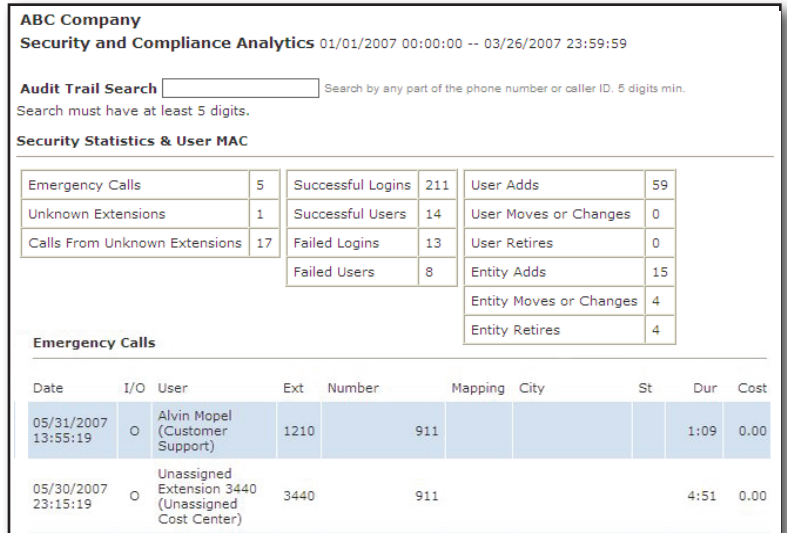 ABC Company
Security and Compliance Analytics 01/01/2007 00:00:00 -- 03/26/2007 23:59:59
Audit Trail Search Search by any part of the phone number or caller ID. 5 digits min.
Search must have at least 5 digits.
Security Statistics & User MAC
Emergency Calls 5
Unknown Extensions 1
Calls From Unknown Extensions 17
Successful Logins 211
Successful Users 14
Failed Logins 13
Failed Users 8
User Adds 59
User Moves or Changes 0
User Retires 0
Entity Adds 15
Entity Moves or Changes 4
Entity Retires 4
Emergency Calls
Date I/O User Ext Number Mapping City St Dur Cost
05/31/2007 13:55:19 O Alvin Mopel (Customer Support) 1210 911 1:09 0.00
05/30/2007 23:15:19 O Unassigned Extension 3440 (Unassigned Cost Center) 3440 911 4:51 0.00